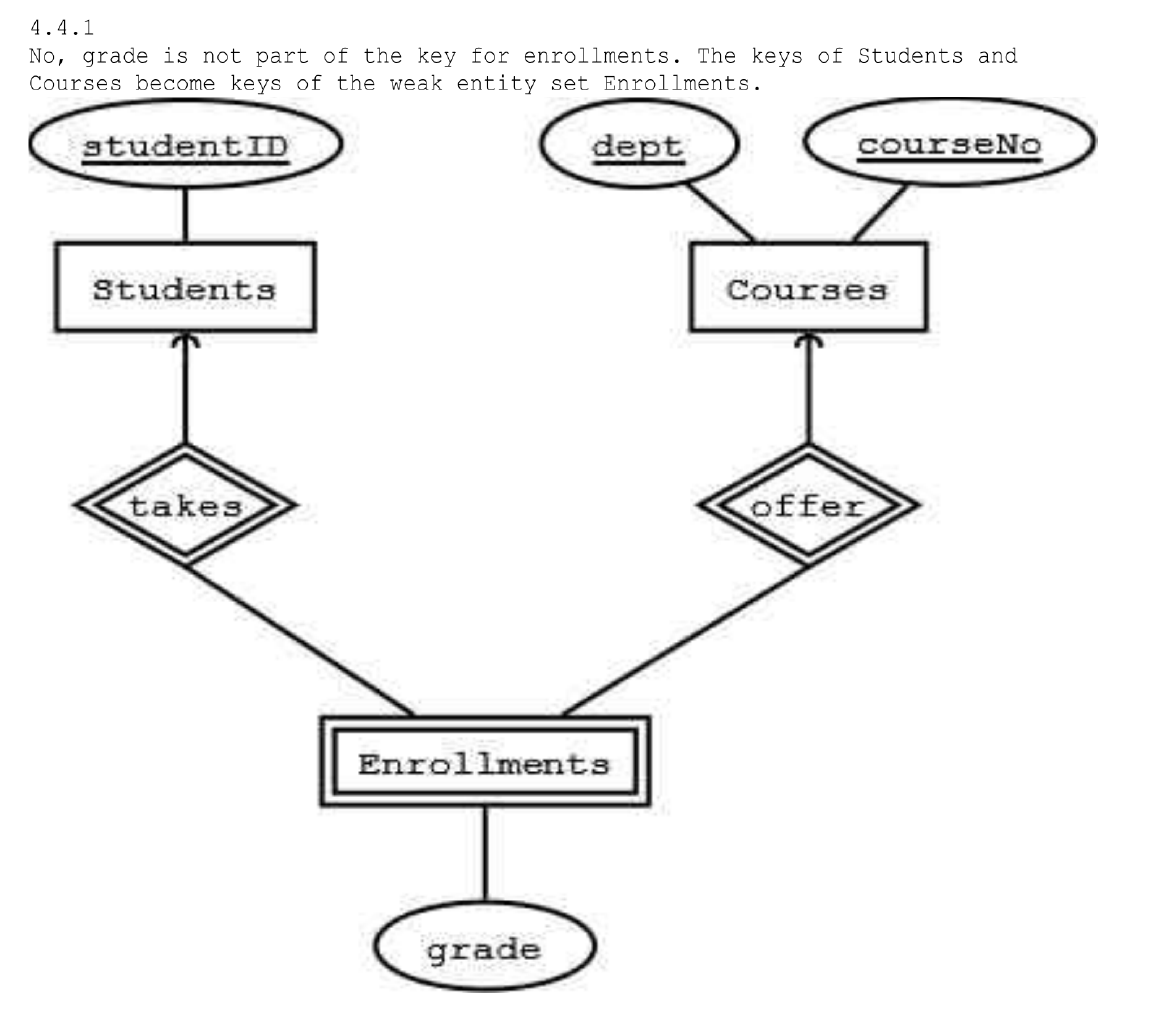 4.4.1
No, grade is not part of the key for enrollments. The keys of Students and
Courses become keys of the weak entity set Enrollments.
studentID
dept
courseNo
Students
Courses
takes
offer
Enrollments
grade